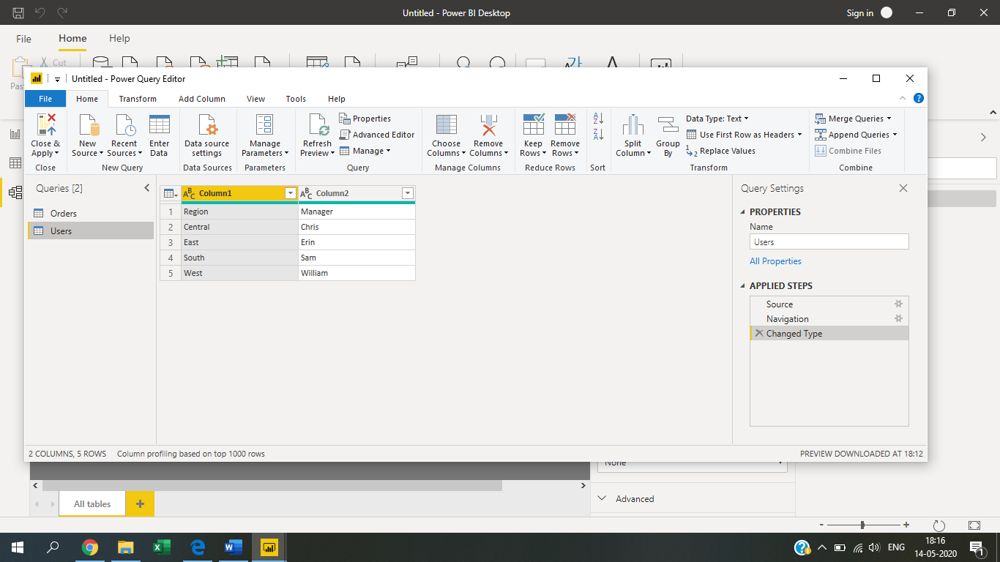 Untitled - Power BI Desktop
Sign in
File Home Help
Cut
Untitled - Power Query Editor
File Home Transform Add Column View Tools Help
Close & Apply
New Source
Recent Sources
Enter Data
Data source settings
Manage Parameters
Refresh Preview
Properties
Advanced Editor
Manage
Choose Columns
Remove Columns
Keep Rows
Remove Rows
Split Column
Group By
Data Type: Text
Use First Row as Headers
1 2 Replace Values
Merge Queries
Append Queries
Combine Files
Close New Query Data Sources Parameters Query Manage Columns Reduce Rows Sort Transform Combine
Queries [2]
Orders
Users
ABC Column1 ABC Column2
1 Region Manager
2 Central Chris
3 East Erin
4 South Sam
5 West William
Query Settings
PROPERTIES
Name
Users
All Properties
APPLIED STEPS
Source
Navigation
Changed Type
2 COLUMNS, 5 ROWS Column profiling based on top 1000 rows
PREVIEW DOWNLOADED AT 18:12
None
Advanced
All tables
ENG
18:16
14-05-2020
1